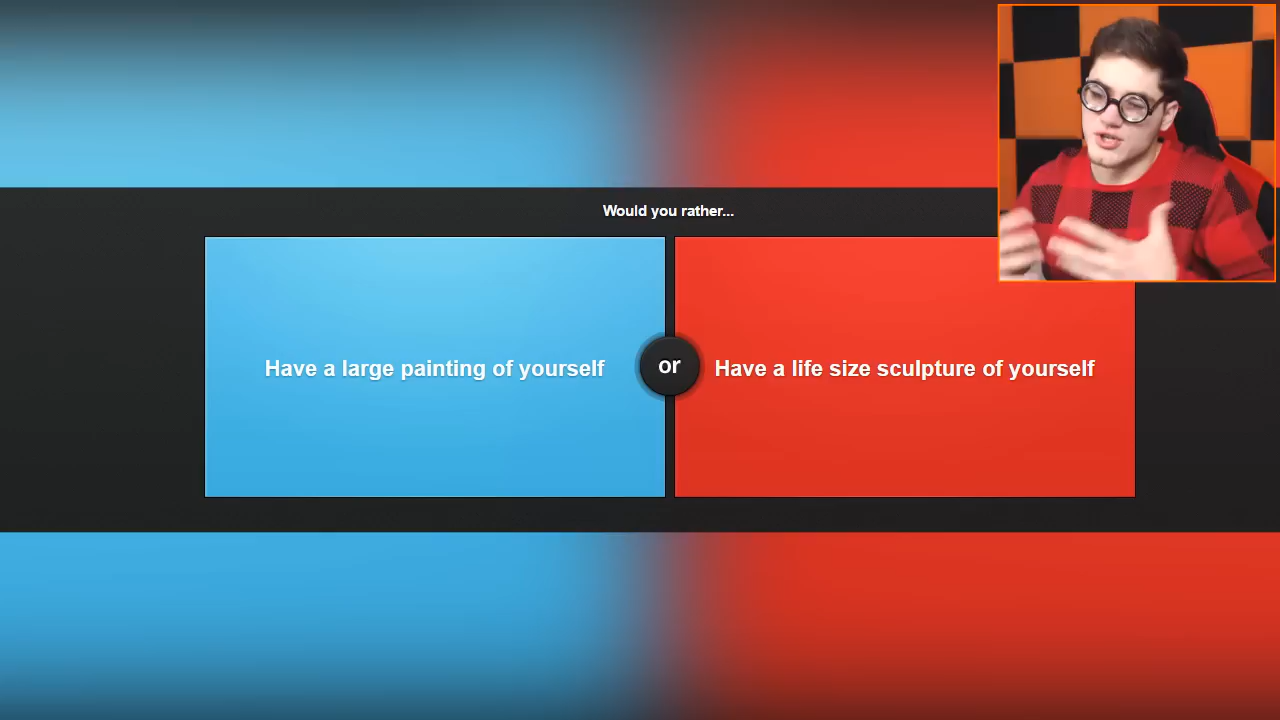 Would you rather...
Have a large painting of yourself
or
Have a life size sculpture of yourself